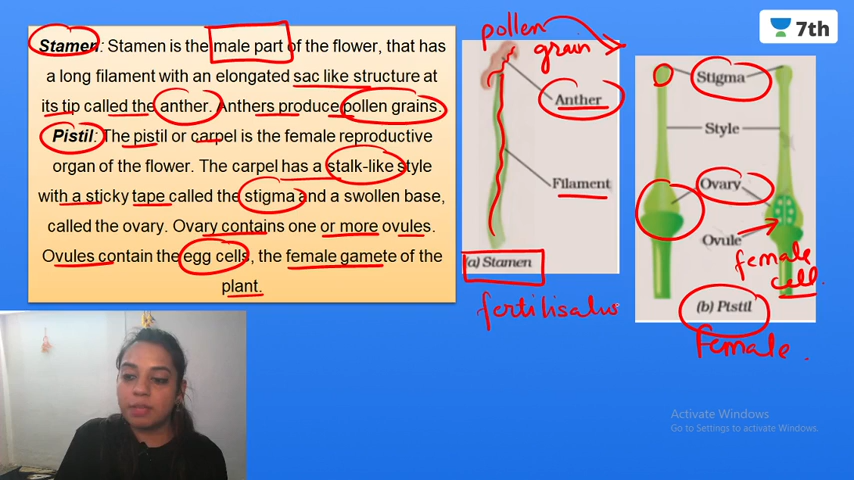 Stamen: Stamen is the male part of the flower, that has
a long filament with an elongated sac like structure at
its tip called the anther. Anthers produce pollen grains.
Pistil: The pistil or carpel is the female reproductive
organ of the flower. The carpel has a stalk-like style
with a sticky tape called the stigma and a swollen base,
called the ovary. Ovary contains one or more ovules.
Ovules contain the egg cells, the female gamete of the
plant.
pollen
grain
Anther
Filament
(a) Stamen
7th
Stigma
Style
Ovary
Ovule
female
cell.
(b) Pistil
Female.
Activate Windows
Go to Settings to activate Windows.